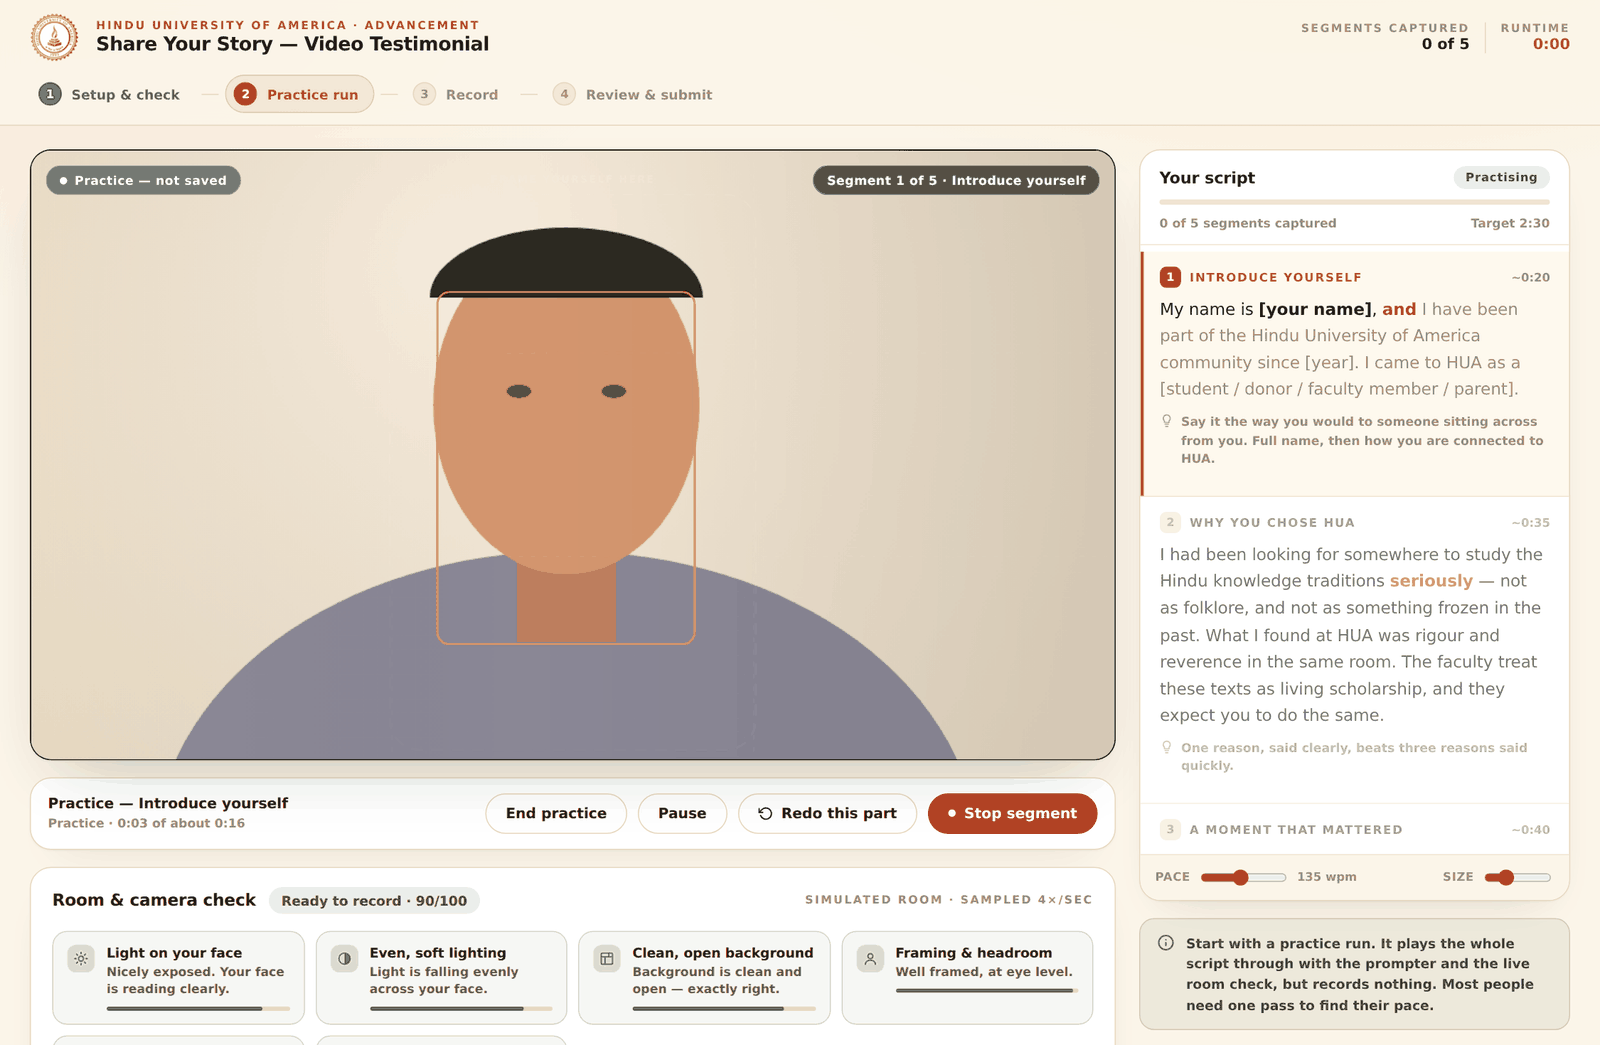 HINDU UNIVERSITY OF AMERICA · ADVANCEMENT
Share Your Story — Video Testimonial
SEGMENTS CAPTURED
0 of 5
RUNTIME
0:00
1 Setup & check
2 Practice run
3 Record
4 Review & submit
Practice — not saved
Segment 1 of 5 · Introduce yourself
Practice — Introduce yourself
Practice · 0:03 of about 0:16
End practice
Pause
Redo this part
Stop segment
Room & camera check
Ready to record · 90/100
SIMULATED ROOM · SAMPLED 4×/SEC
Light on your face
Nicely exposed. Your face
is reading clearly.
Even, soft lighting
Light is falling evenly
across your face.
Clean, open background
Background is clean and
open — exactly right.
Framing & headroom
Well framed, at eye level.
Your script
Practising
0 of 5 segments captured
Target 2:30
1 INTRODUCE YOURSELF ~0:20
My name is [your name], and I have been
part of the Hindu University of America
community since [year]. I came to HUA as a
[student / donor / faculty member / parent].
Say it the way you would to someone sitting across
from you. Full name, then how you are connected to
HUA.
2 WHY YOU CHOSE HUA ~0:35
I had been looking for somewhere to study the
Hindu knowledge traditions seriously — not
as folklore, and not as something frozen in the
past. What I found at HUA was rigour and
reverence in the same room. The faculty treat
these texts as living scholarship, and they
expect you to do the same.
One reason, said clearly, beats three reasons said
quickly.
3 A MOMENT THAT MATTERED ~0:40
PACE 135 wpm
SIZE
Start with a practice run. It plays the whole
script through with the prompter and the live
room check, but records nothing. Most people
need one pass to find their pace.